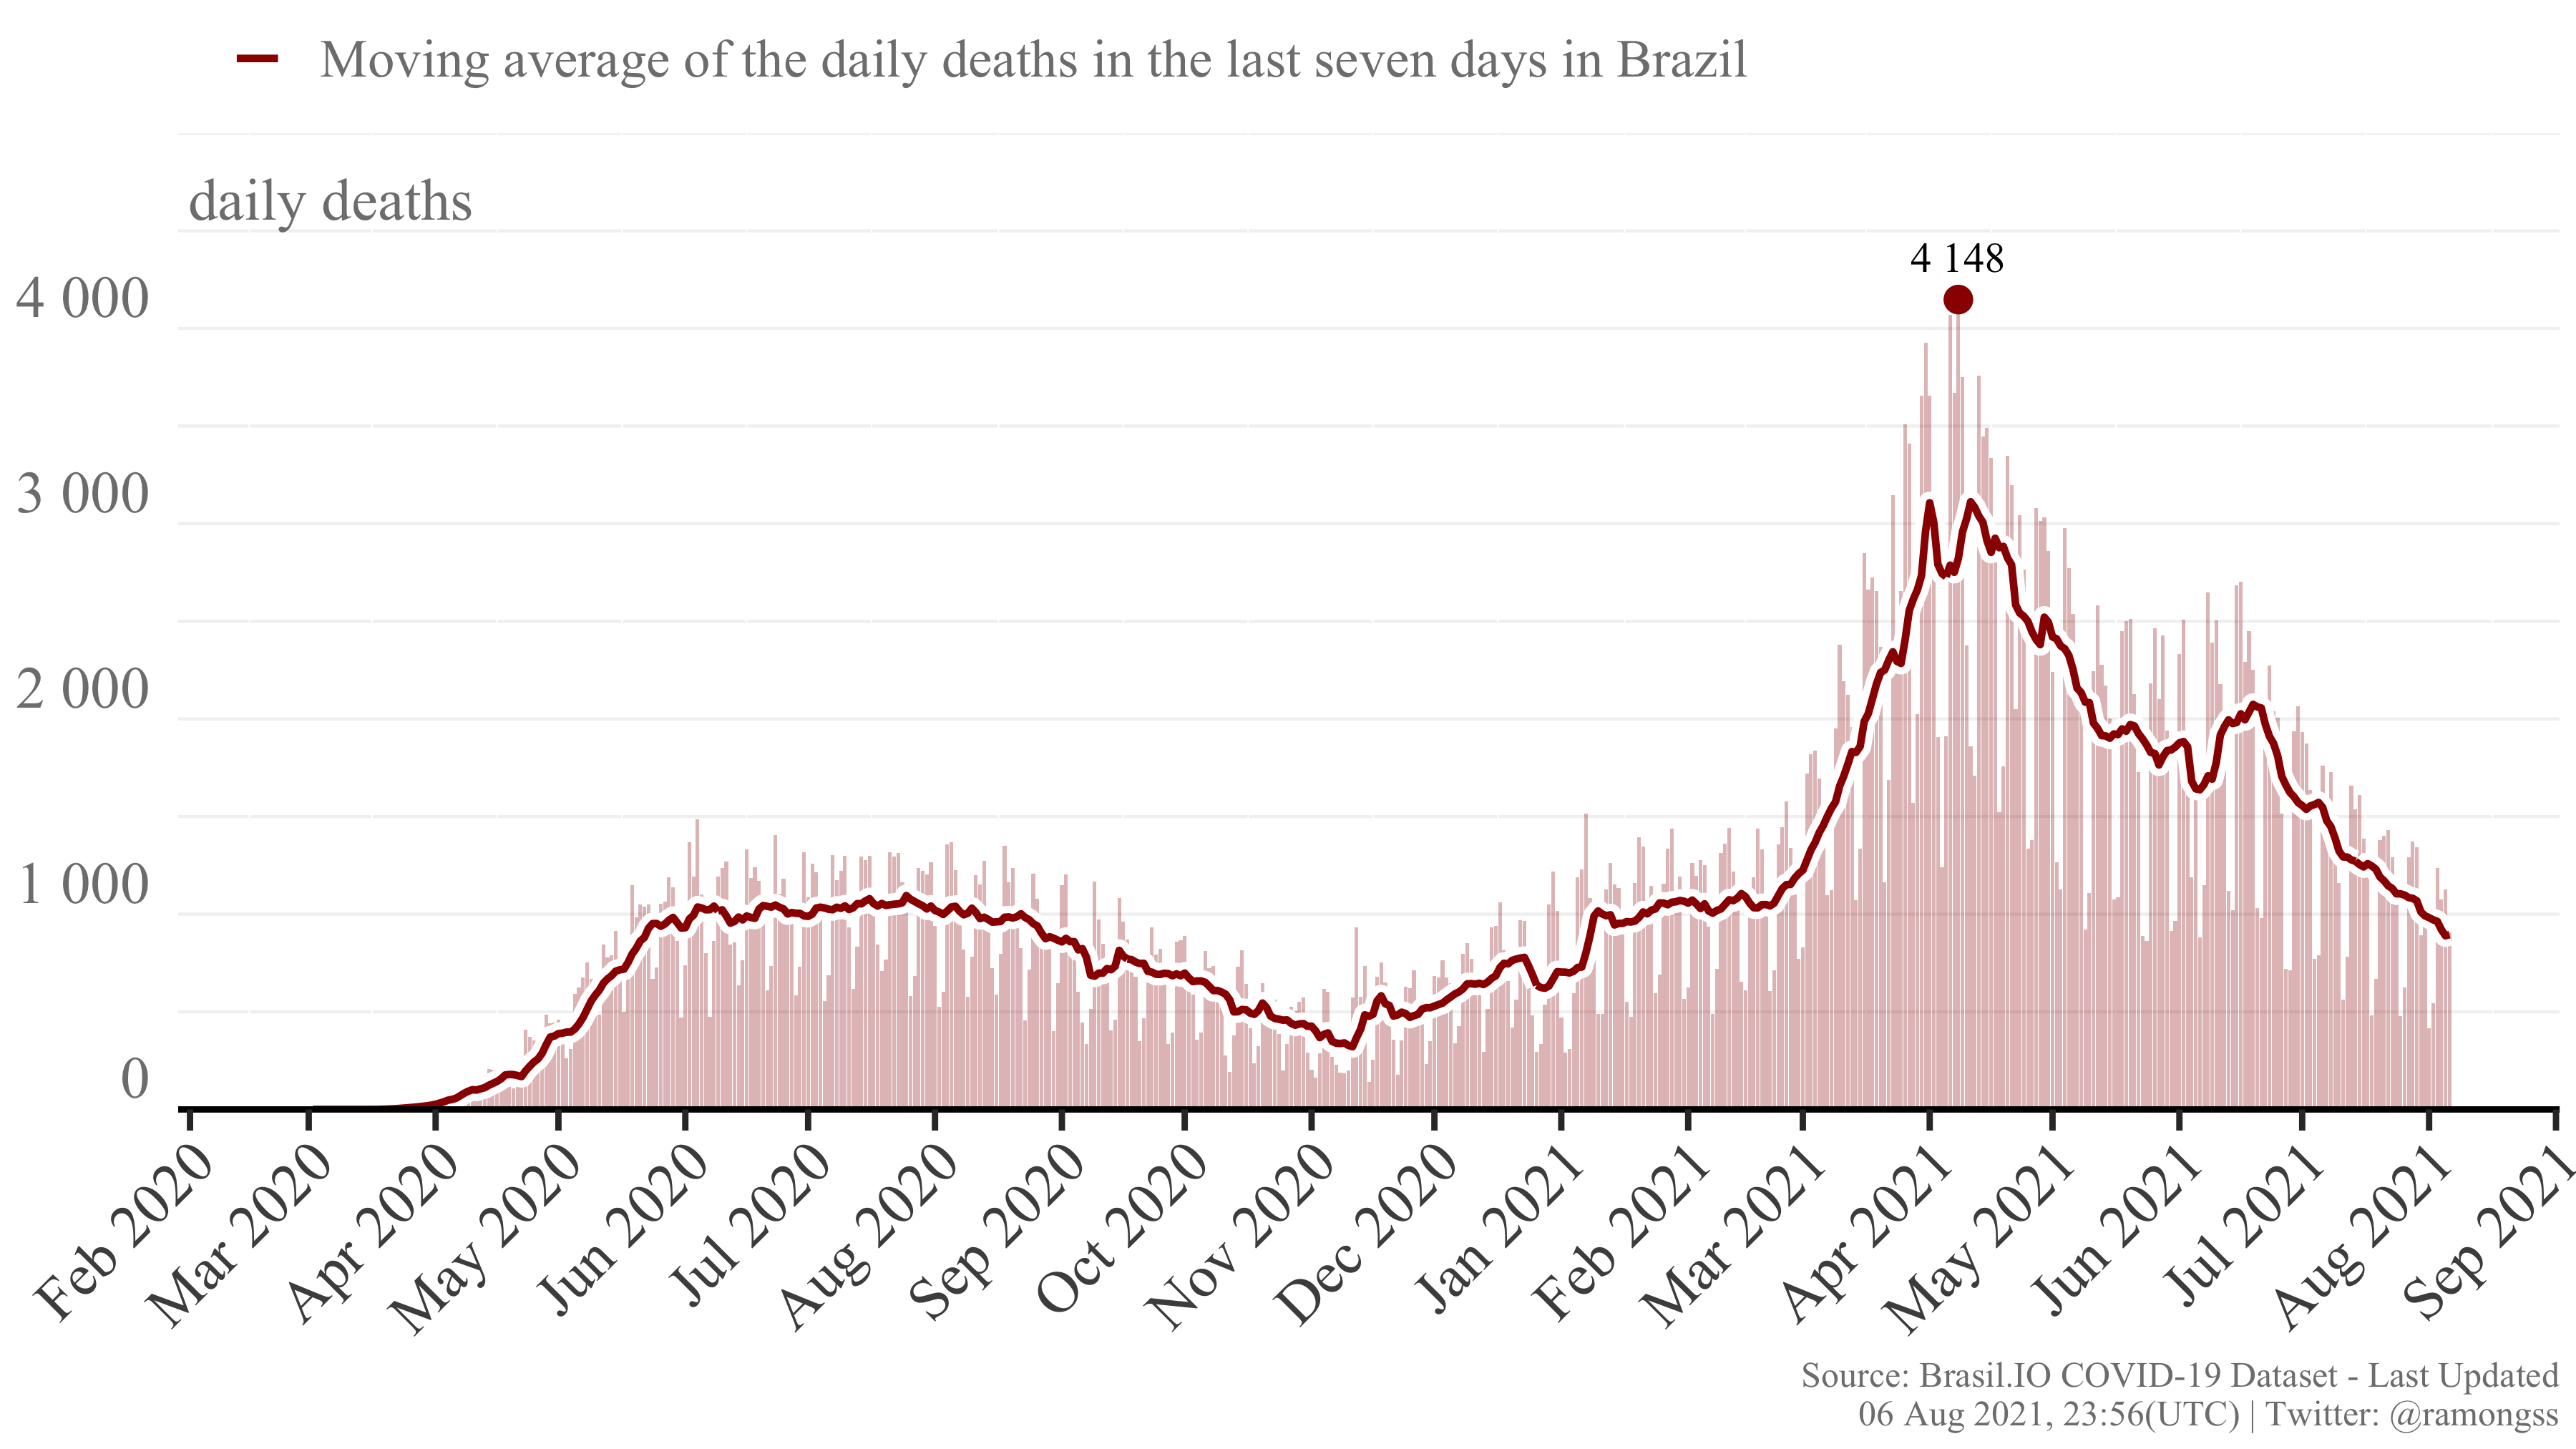 Moving average of the daily deaths in the last seven days in Brazil
daily deaths
4 148
4 000
3 000
2 000
1 000
0
Feb 2020
Mar 2020
Apr 2020
May 2020
Jun 2020
Jul 2020
Aug 2020
Sep 2020
Oct 2020
Nov 2020
Dec 2020
Jan 2021
Feb 2021
Mar 2021
Apr 2021
May 2021
Jun 2021
Jul 2021
Aug 2021
Sep 2021
Source: Brasil.IO COVID-19 Dataset - Last Updated
06 Aug 2021, 23:56(UTC) | Twitter: @ramongss